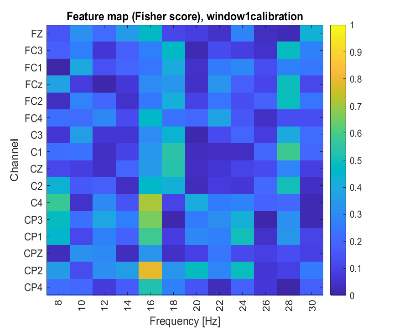 Feature map (Fisher score), window1calibration
Channel
FZ
FC3
FC1
FCz
FC2
FC4
C3
C1
CZ
C2
C4
CP3
CP1
CPZ
CP2
CP4
8 10 12 14 16 18 20 22 24 26 28 30
Frequency [Hz]
1
0.9
0.8
0.7
0.6
0.5
0.4
0.3
0.2
0.1
0